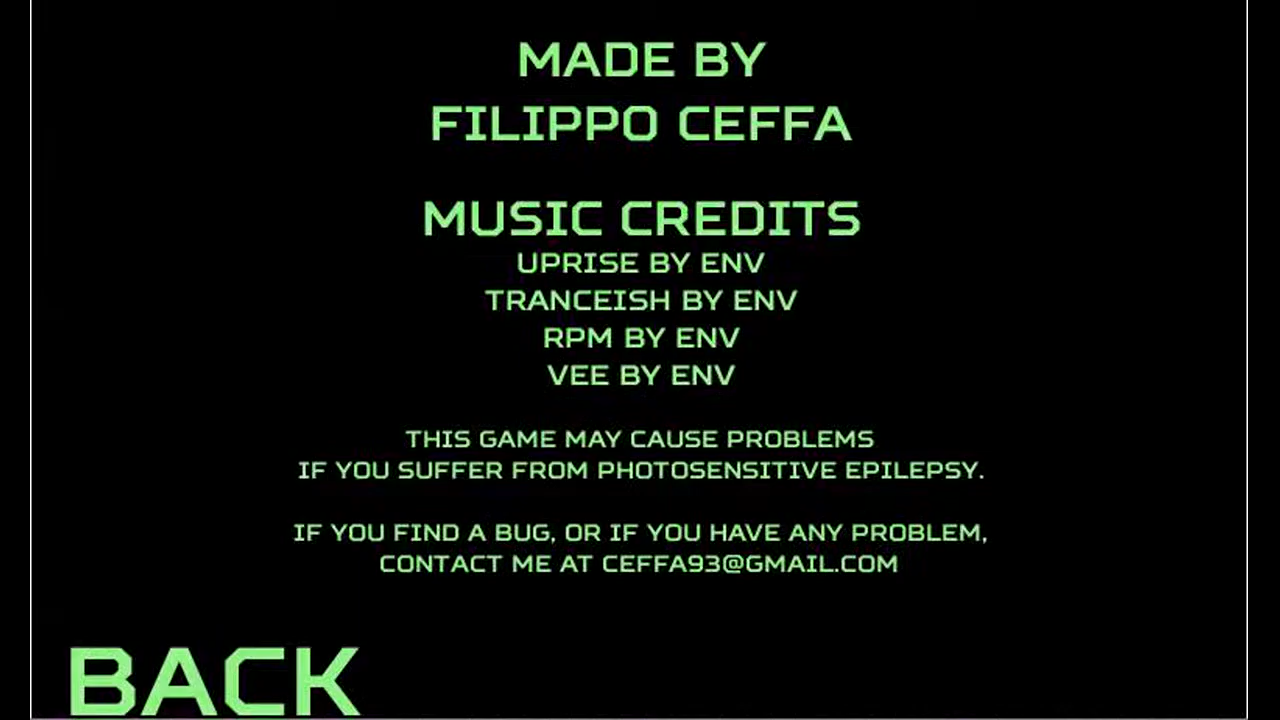 MADE BY
FILIPPO CEFFA
MUSIC CREDITS
UPRISE BY ENV
TRANCEISH BY ENV
RPM BY ENV
VEE BY ENV
THIS GAME MAY CAUSE PROBLEMS
IF YOU SUFFER FROM PHOTOSENSITIVE EPILEPSY.
IF YOU FIND A BUG, OR IF YOU HAVE ANY PROBLEM,
CONTACT ME AT CEFFA93@GMAIL.COM
BACK